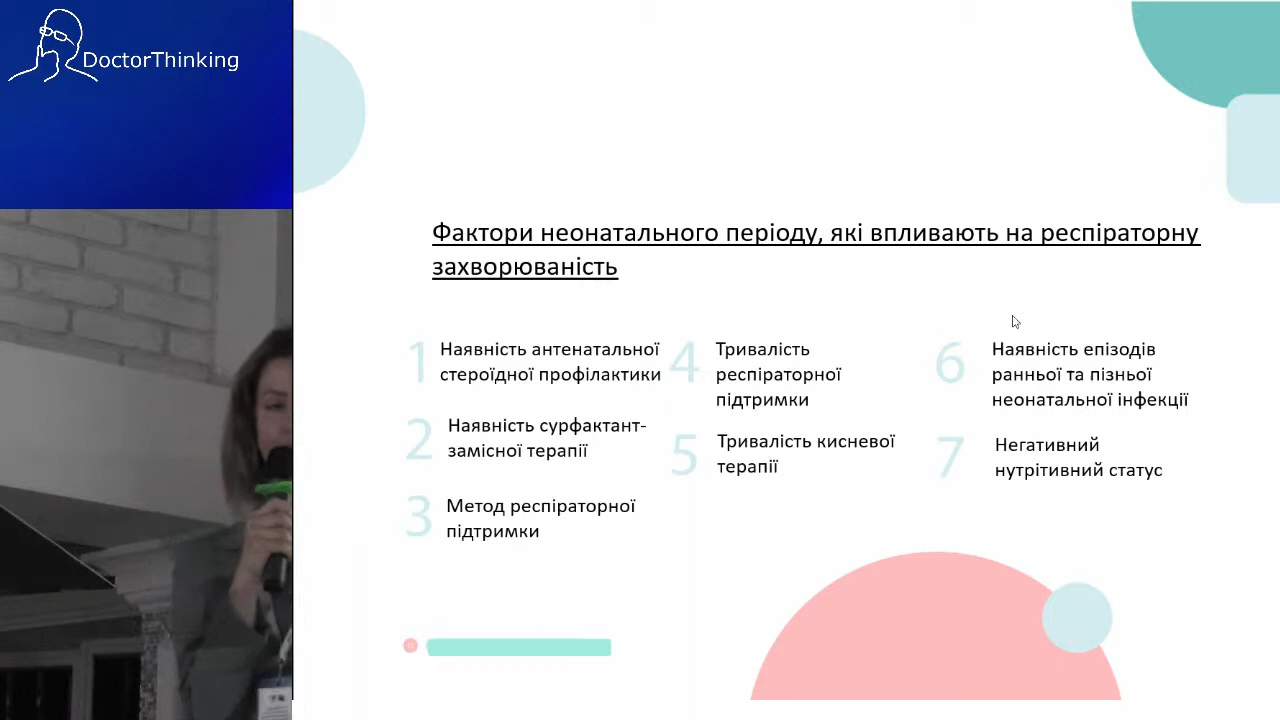 DoctorThinking
Фактори неонатального періоду, які впливають на респіраторну
захворюваність
1 Наявність антенатальної
стероїдної профілактики
2 Наявність сурфактант-
замісної терапії
3 Метод респіраторної
підтримки
4 Тривалість
респіраторної
підтримки
5 Тривалість кисневої
терапії
6 Наявність епізодів
ранньої та пізньої
неонатальної інфекції
7 Негативний
нутрітивний статус